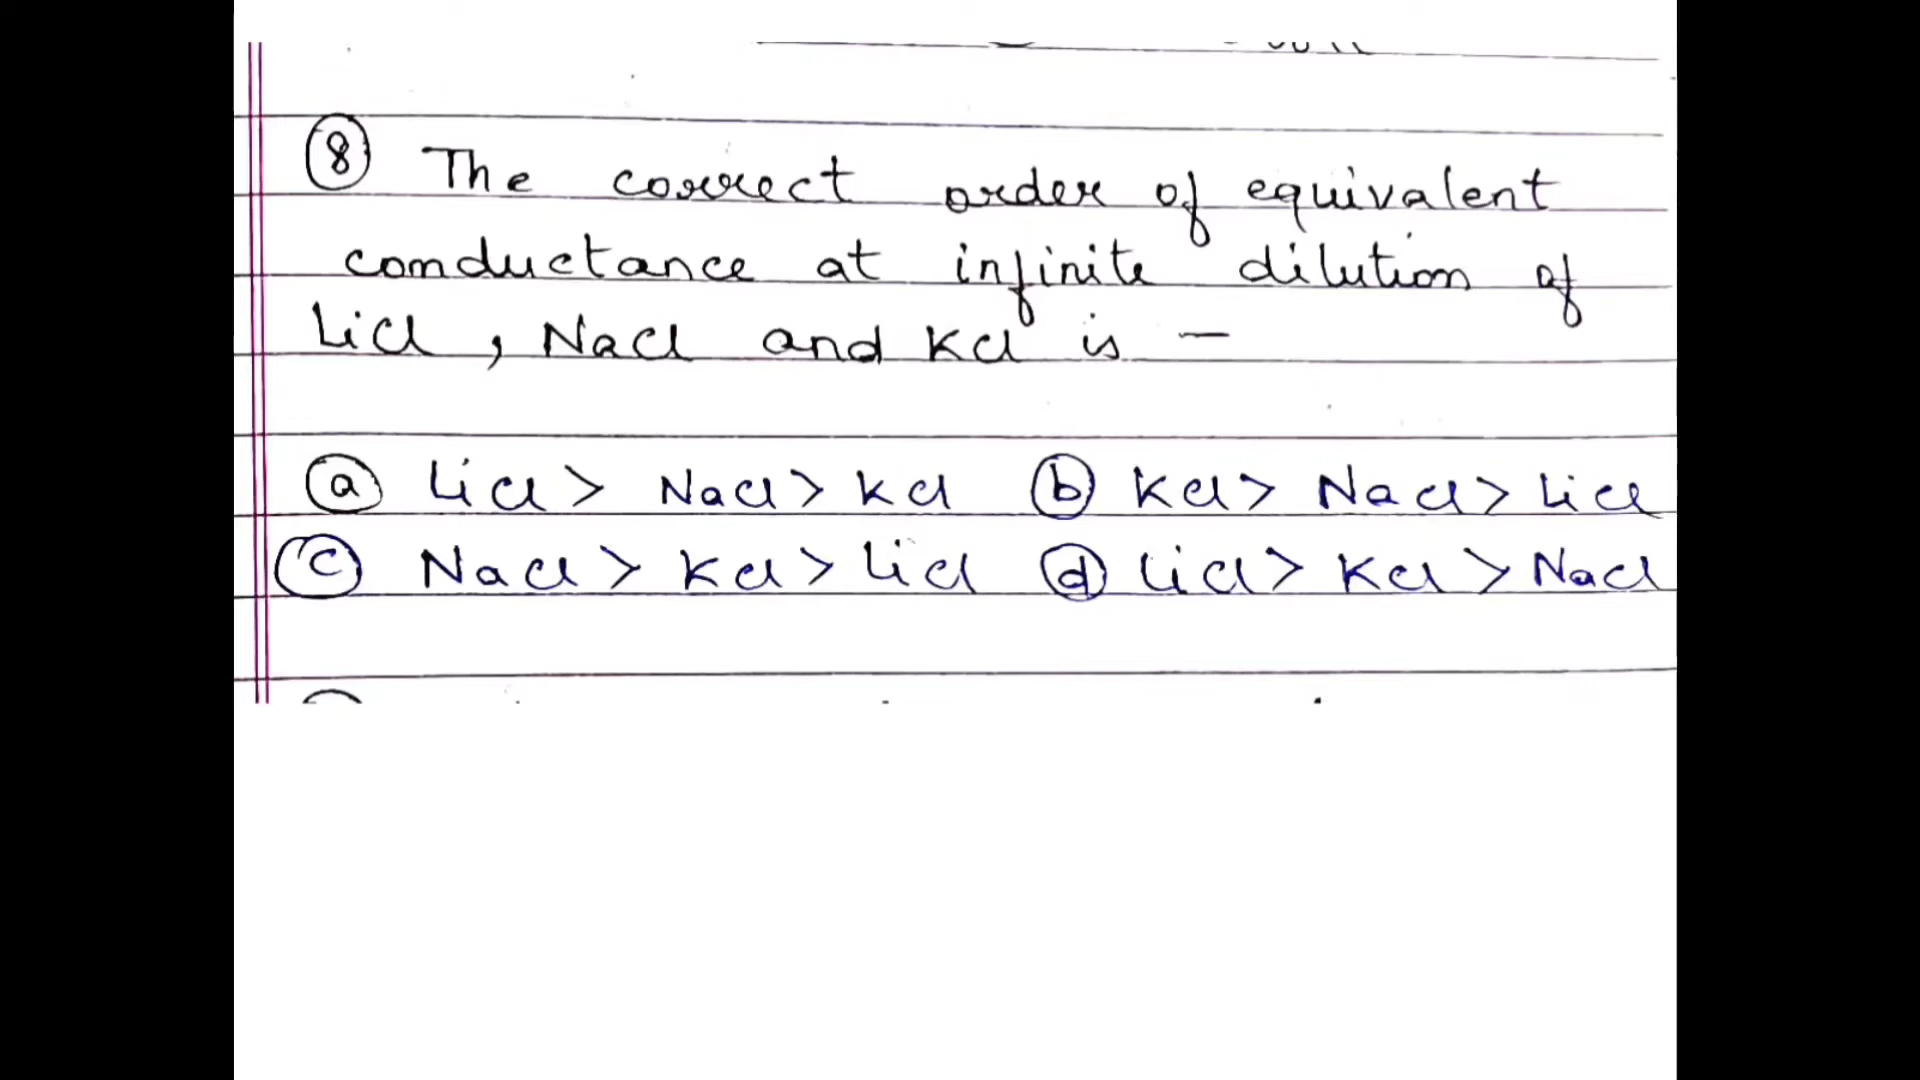 ⑧ The correct order of equivalent
conductance at infinite dilution of
LiCl, NaCl and KCl is —
ⓐ LiCl > NaCl > KCl ⓑ KCl > NaCl > LiCl
ⓒ NaCl > KCl > LiCl ⓓ LiCl > KCl > NaCl